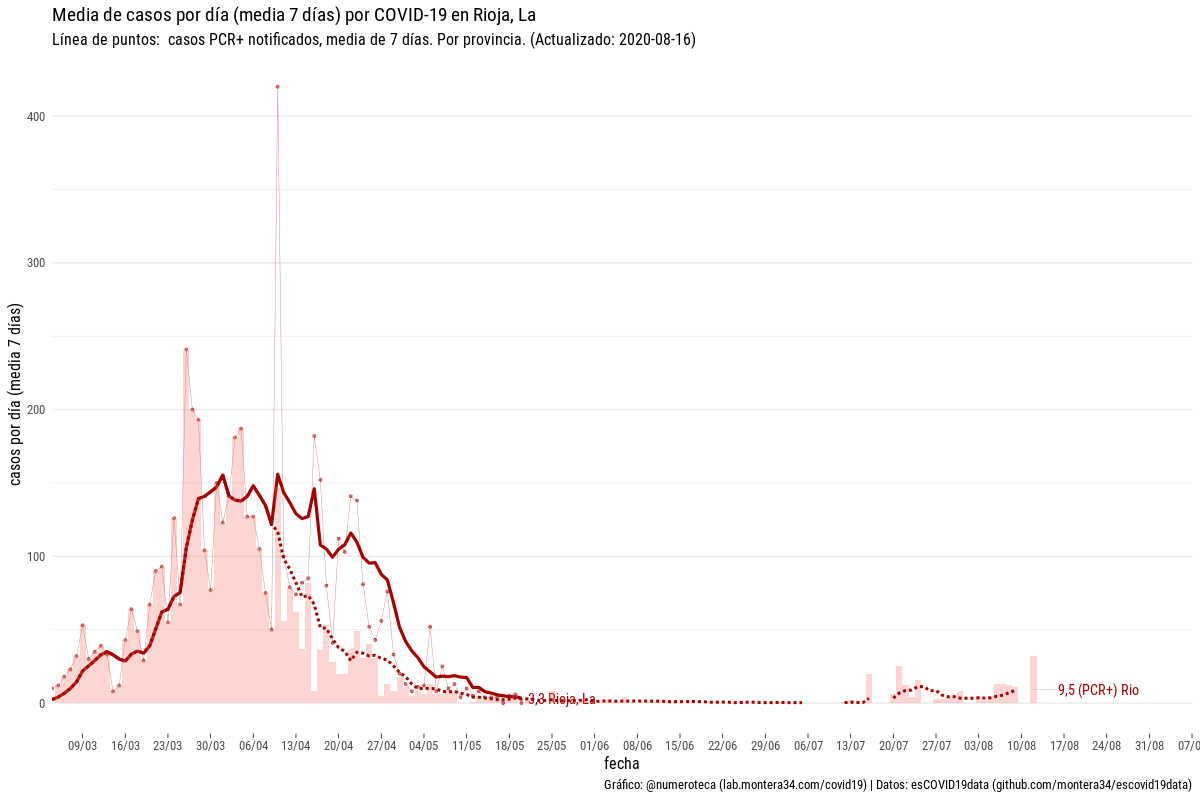 Media de casos por día (media 7 días) por COVID-19 en Rioja, La
Línea de puntos:  casos PCR+ notificados, media de 7 días. Por provincia. (Actualizado: 2020-08-16)
casos por día (media 7 días)
400
300
200
100
0
3,3 Rioja, La
9,5 (PCR+) Rio
09/03 16/03 23/03 30/03 06/04 13/04 20/04 27/04 04/05 11/05 18/05 25/05 01/06 08/06 15/06 22/06 29/06 06/07 13/07 20/07 27/07 03/08 10/08 17/08 24/08 31/08 07/0
fecha
Gráfico: @numeroteca (lab.montera34.com/covid19) | Datos: esCOVID19data (github.com/montera34/escovid19data)